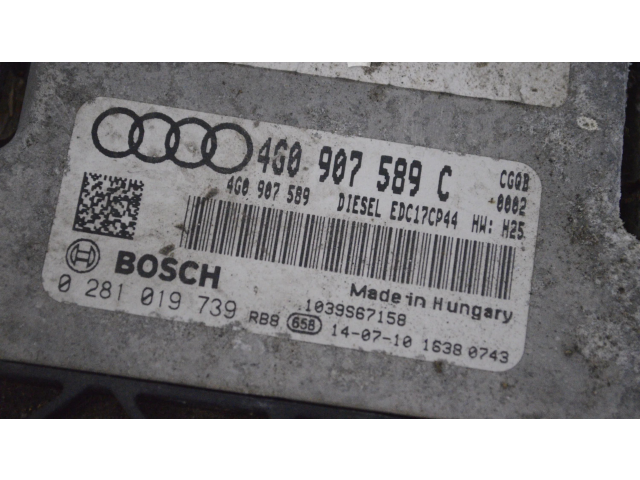 4G0 907 589 C CGQB
4G0 907 589 DIESEL EDC17CP44 HW: H25 0002
BOSCH Made in Hungary
0 281 019 739 RB8 658 1039S67158
14-07-10 1638 0743